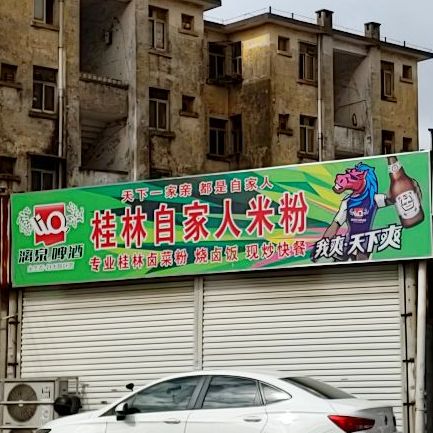 天下一家亲 都是自家人
LQ
漓泉啤酒
桂林自家人米粉
专业桂林卤菜粉 烧卤饭 现炒快餐
我爽 天下爽